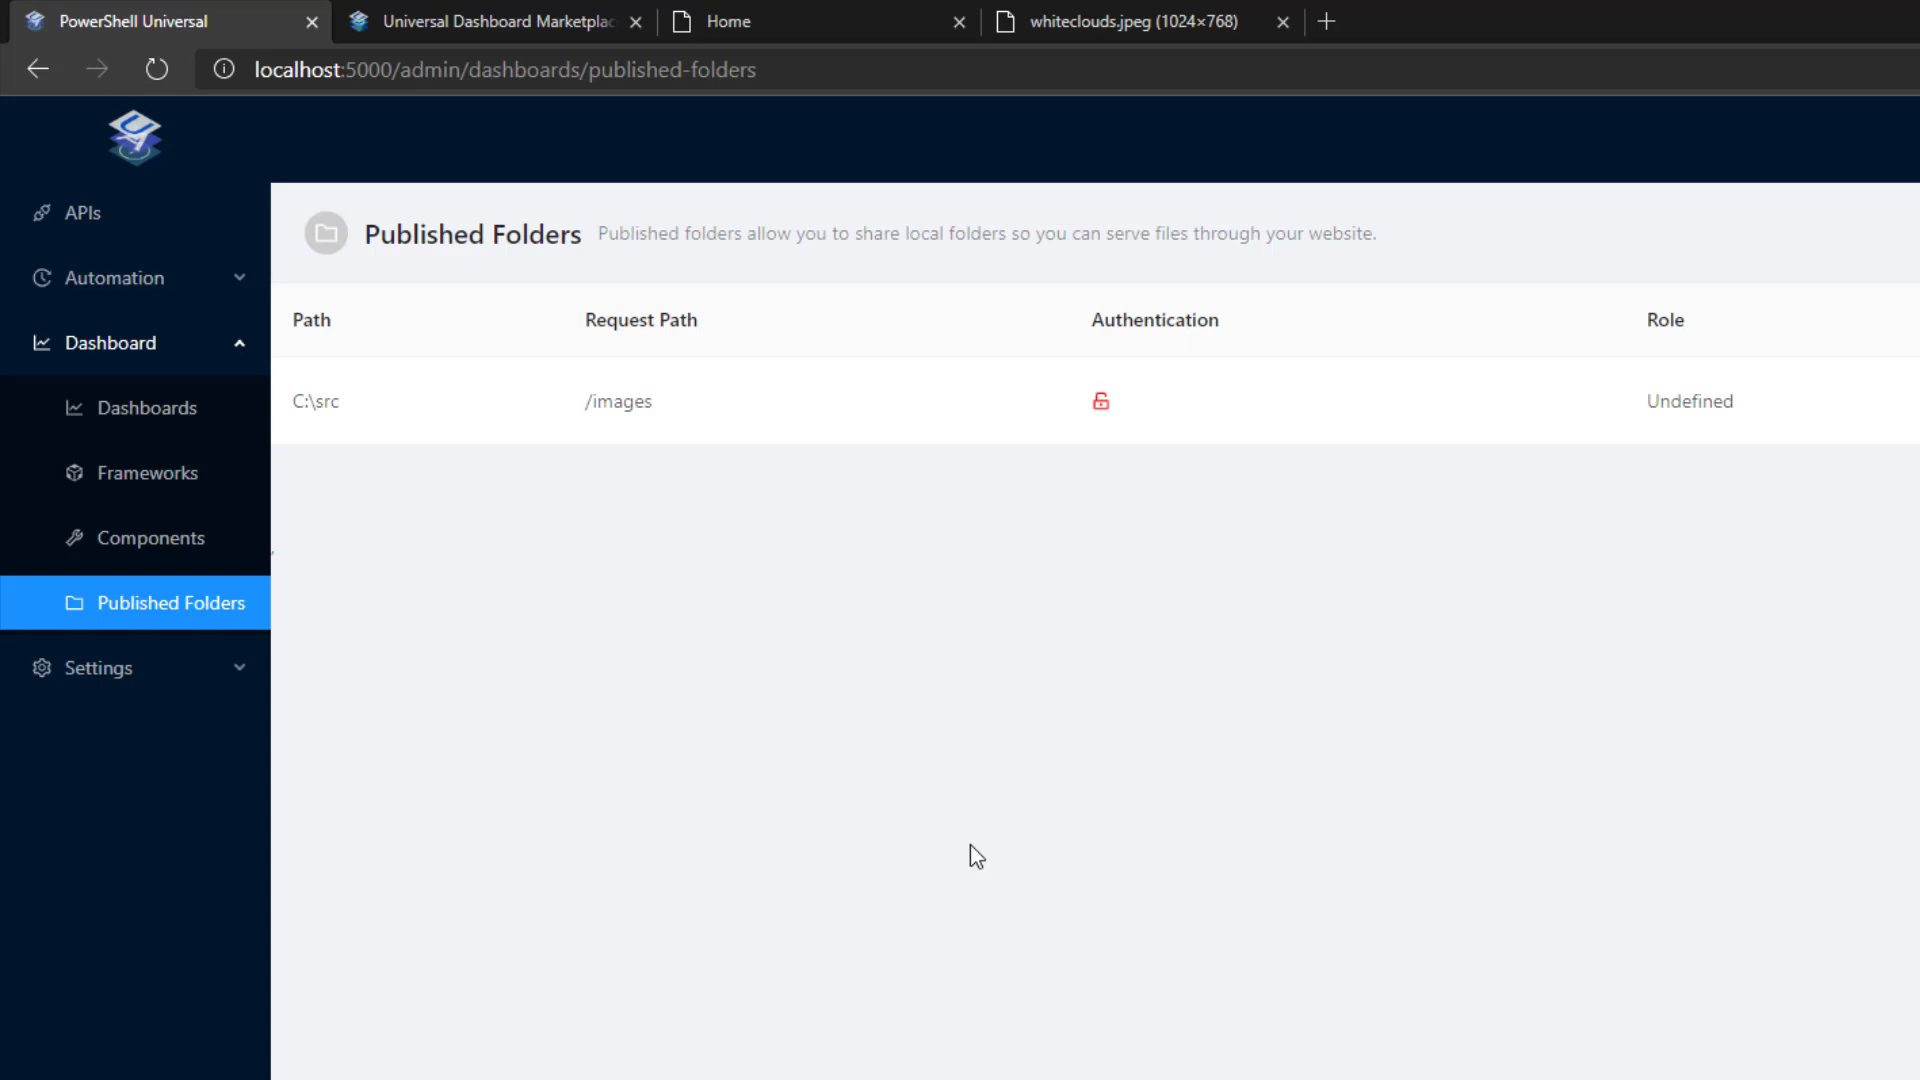 PowerShell Universal
Universal Dashboard Marketplac
Home
whiteclouds.jpeg (1024×768)
localhost:5000/admin/dashboards/published-folders
APIs
Automation
Dashboard
Dashboards
Frameworks
Components
Published Folders
Settings
Published Folders Published folders allow you to share local folders so you can serve files through your website.
Path Request Path Authentication Role
C:\src /images Undefined